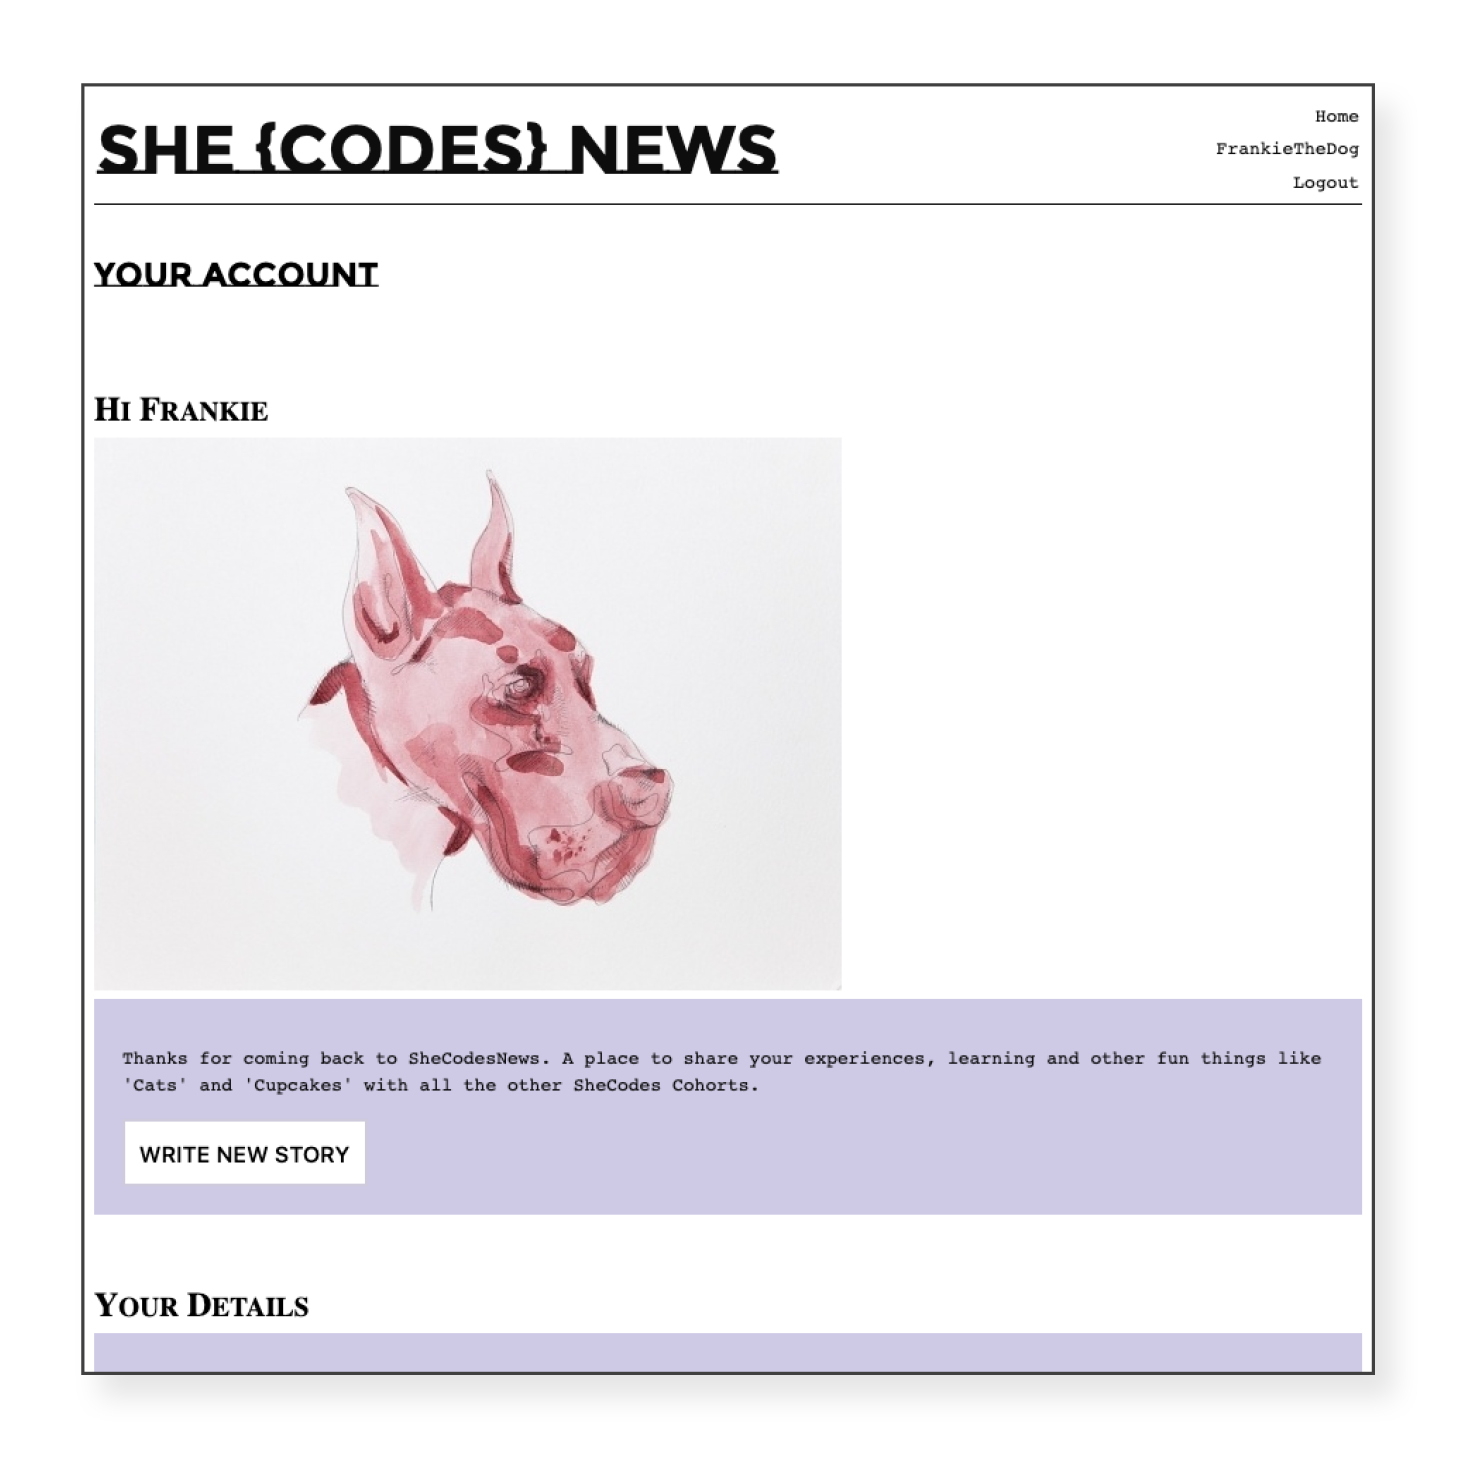 SHE {CODES} NEWS
Home
FrankieTheDog
Logout
YOUR ACCOUNT
HI FRANKIE
Thanks for coming back to SheCodesNews. A place to share your experiences, learning and other fun things like
'Cats' and 'Cupcakes' with all the other SheCodes Cohorts.
WRITE NEW STORY
YOUR DETAILS